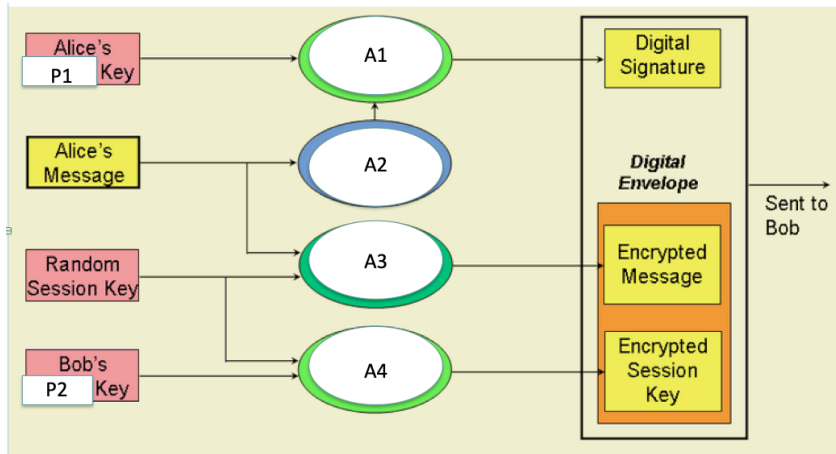 Alice's
P1 Key
A1
Digital
Signature
Alice's
Message
A2
Digital
Envelope
Sent to
Bob
Random
Session Key
A3
Encrypted
Message
Bob's
P2 Key
A4
Encrypted
Session
Key